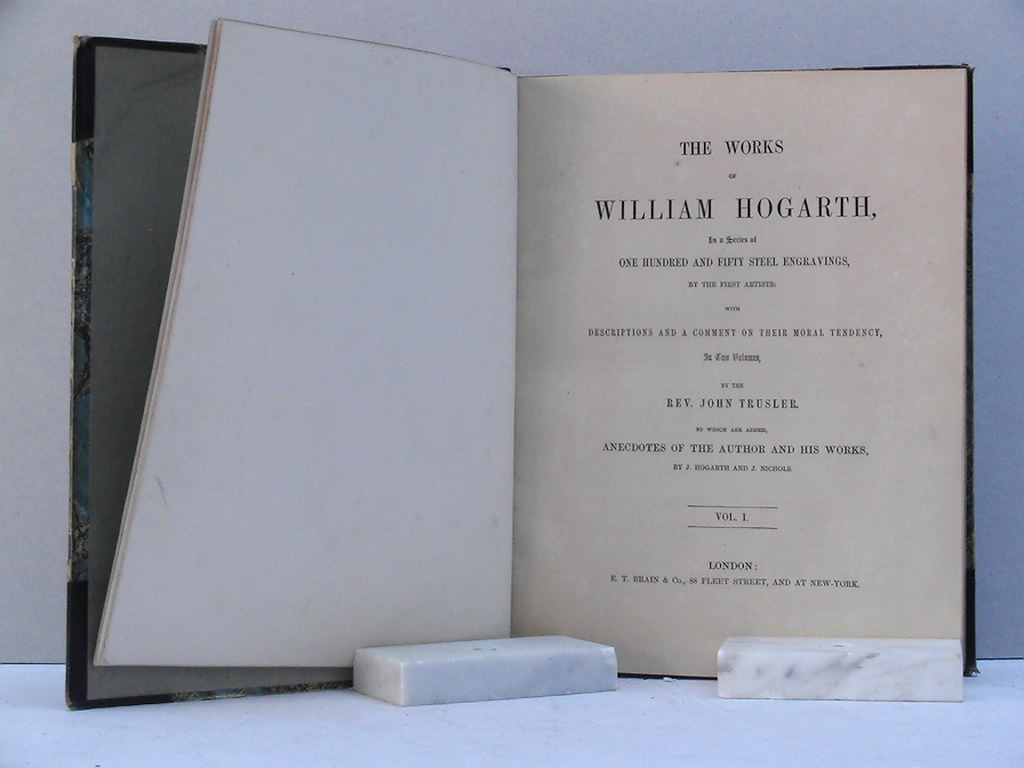 THE WORKS
OF
WILLIAM HOGARTH,
In a Series of
ONE HUNDRED AND FIFTY STEEL ENGRAVINGS,
BY THE FIRST ARTISTS:
WITH
DESCRIPTIONS AND A COMMENT ON THEIR MORAL TENDENCY,
In Two Volumes,
BY THE
REV. JOHN TRUSLER.
TO WHICH ARE ADDED,
ANECDOTES OF THE AUTHOR AND HIS WORKS,
BY J. HOGARTH AND J. NICHOLS.
VOL. I.
LONDON:
E. T. BRAIN & Co., 88 FLEET STREET, AND AT NEW-YORK.